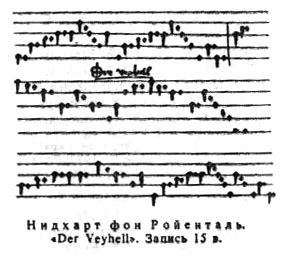 Нидхарт фон Ройенталь.
«Der Veyhell». Запись 15 в.